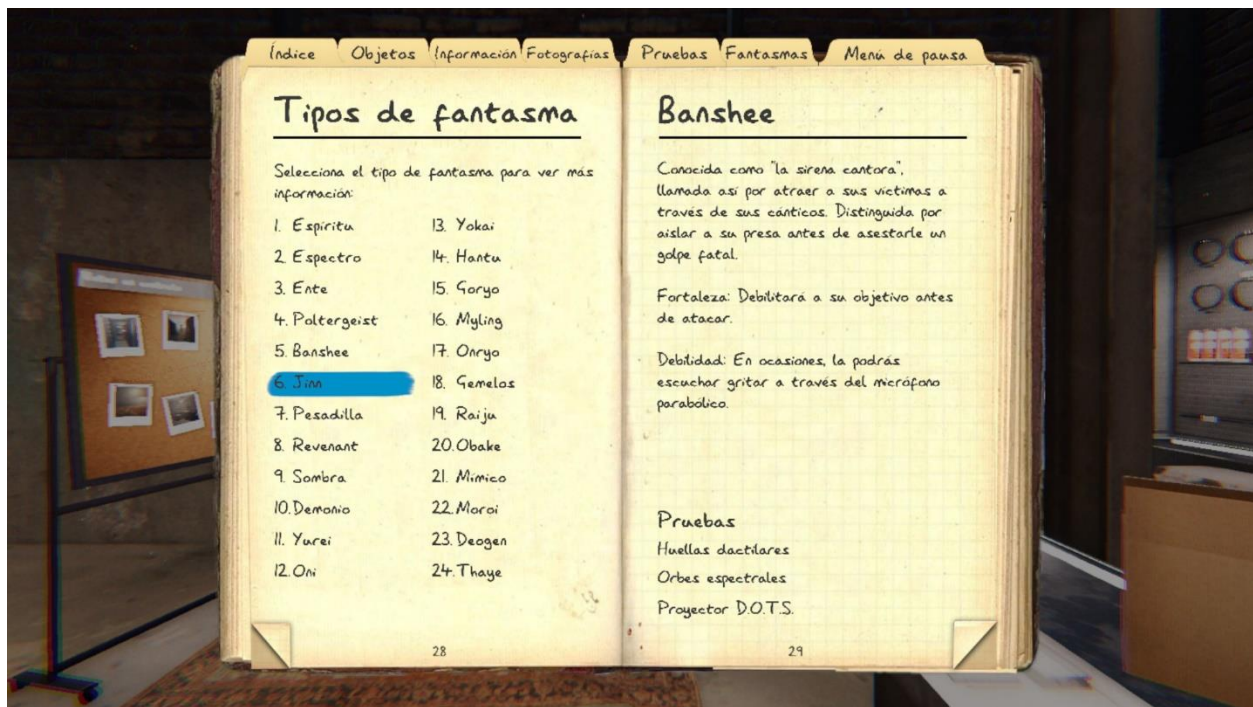 Índice Objetos Información Fotografías Pruebas Fantasmas Menú de pausa
Tipos de fantasma
Selecciona el tipo de fantasma para ver más
información:
1. Espíritu
2. Espectro
3. Ente
4. Poltergeist
5. Banshee
6. Jinn
7. Pesadilla
8. Revenant
9. Sombra
10. Demonio
11. Yurei
12. Oni
13. Yokai
14. Hantu
15. Goryo
16. Myling
17. Onryo
18. Gemelos
19. Raiju
20. Obake
21. Mímico
22. Moroi
23. Deogen
24. Thaye
28
Banshee
Conocida como "la sirena cantora",
llamada así por atraer a sus víctimas a
través de sus cánticos. Distinguida por
aislar a su presa antes de asestarle un
golpe fatal.
Fortaleza: Debilitará a su objetivo antes
de atacar.
Debilidad: En ocasiones, la podrás
escuchar gritar a través del micrófono
parabólico.
Pruebas
Huellas dactilares
Orbes espectrales
Proyector D.O.T.S.
29